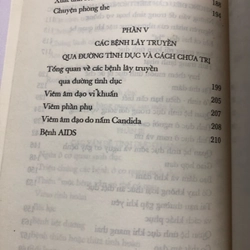 Chuyện phòng the 194
PHẦN V
CÁC BỆNH LÂY TRUYỀN
QUA ĐƯỜNG TÌNH DỤC VÀ CÁCH CHỮA TRỊ
Tổng quan về các bệnh lây truyền
qua đường tình dục 199
Viêm âm đạo vi khuẩn 205
Viêm phần phụ 207
Viêm âm đạo do nấm Candida 208
Bệnh AIDS 210